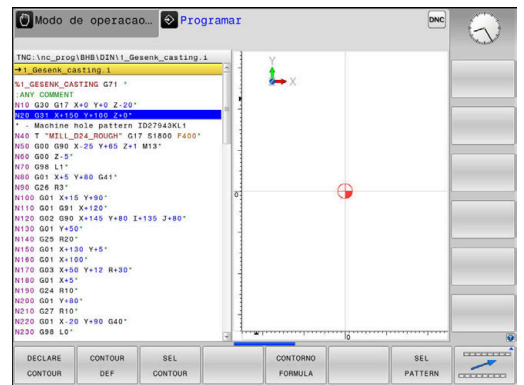 Modo de operacao... Programar DNC
TNC:\nc_prog\BHB\DIN\1_Gesenk_casting.i
→1_Gesenk_casting.i
%1_GESENK_CASTING G71 *
;ANY COMMENT
N10 G30 G17 X+0 Y+0 Z-20*
N20 G31 X+150 Y+100 Z+0*
* - Machine hole pattern ID27943KL1
N40 T "MILL_D24_ROUGH" G17 S1800 F400*
N50 G00 G90 X-25 Y+65 Z+1 M13*
N60 G00 Z-5*
N70 G98 L1*
N80 G01 X+5 Y+80 G41*
N90 G26 R3*
N100 G01 X+15 Y+90*
N110 G01 G91 X+120*
N120 G02 G90 X+145 Y+80 I+135 J+80*
N130 G01 Y+50*
N140 G25 R20*
N150 G01 X+130 Y+5*
N160 G01 X+100*
N170 G03 X+50 Y+12 R+30*
N180 G01 X+5*
N190 G24 R10*
N200 G01 Y+80*
N210 G27 R10*
N220 G01 X-20 Y+90 G40*
N230 G98 L0*
Y
X
0
0
DECLARE CONTOUR DEF SEL CONTORNO SEL
CONTOUR CONTOUR FORMULA PATTERN